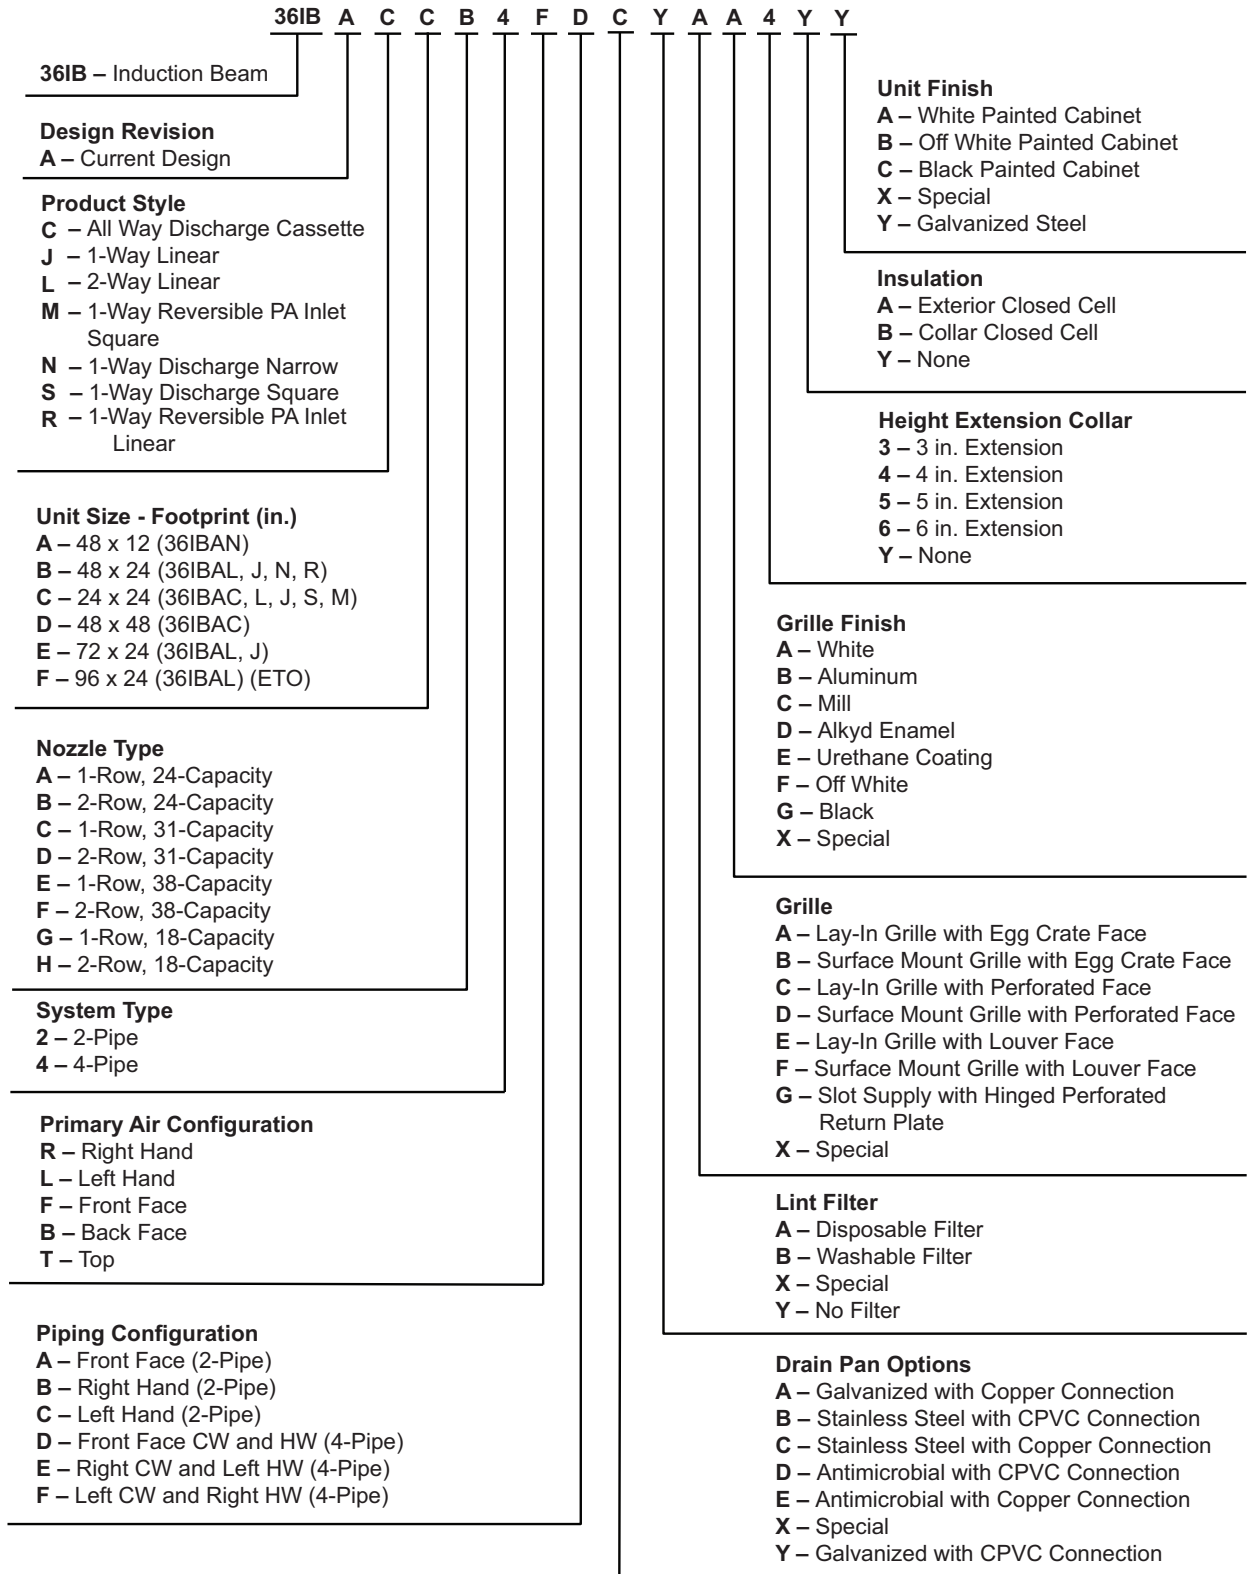 36IB A C C B 4 F D C Y A A 4 Y Y
36IB – Induction Beam
Design Revision
A – Current Design
Product Style
C – All Way Discharge Cassette
J – 1-Way Linear
L – 2-Way Linear
M – 1-Way Reversible PA Inlet
Square
N – 1-Way Discharge Narrow
S – 1-Way Discharge Square
R – 1-Way Reversible PA Inlet
Linear
Unit Size - Footprint (in.)
A – 48 x 12 (36IBAN)
B – 48 x 24 (36IBAL, J, N, R)
C – 24 x 24 (36IBAC, L, J, S, M)
D – 48 x 48 (36IBAC)
E – 72 x 24 (36IBAL, J)
F – 96 x 24 (36IBAL) (ETO)
Nozzle Type
A – 1-Row, 24-Capacity
B – 2-Row, 24-Capacity
C – 1-Row, 31-Capacity
D – 2-Row, 31-Capacity
E – 1-Row, 38-Capacity
F – 2-Row, 38-Capacity
G – 1-Row, 18-Capacity
H – 2-Row, 18-Capacity
System Type
2 – 2-Pipe
4 – 4-Pipe
Primary Air Configuration
R – Right Hand
L – Left Hand
F – Front Face
B – Back Face
T – Top
Piping Configuration
A – Front Face (2-Pipe)
B – Right Hand (2-Pipe)
C – Left Hand (2-Pipe)
D – Front Face CW and HW (4-Pipe)
E – Right CW and Left HW (4-Pipe)
F – Left CW and Right HW (4-Pipe)
Unit Finish
A – White Painted Cabinet
B – Off White Painted Cabinet
C – Black Painted Cabinet
X – Special
Y – Galvanized Steel
Insulation
A – Exterior Closed Cell
B – Collar Closed Cell
Y – None
Height Extension Collar
3 – 3 in. Extension
4 – 4 in. Extension
5 – 5 in. Extension
6 – 6 in. Extension
Y – None
Grille Finish
A – White
B – Aluminum
C – Mill
D – Alkyd Enamel
E – Urethane Coating
F – Off White
G – Black
X – Special
Grille
A – Lay-In Grille with Egg Crate Face
B – Surface Mount Grille with Egg Crate Face
C – Lay-In Grille with Perforated Face
D – Surface Mount Grille with Perforated Face
E – Lay-In Grille with Louver Face
F – Surface Mount Grille with Louver Face
G – Slot Supply with Hinged Perforated
Return Plate
X – Special
Lint Filter
A – Disposable Filter
B – Washable Filter
X – Special
Y – No Filter
Drain Pan Options
A – Galvanized with Copper Connection
B – Stainless Steel with CPVC Connection
C – Stainless Steel with Copper Connection
D – Antimicrobial with CPVC Connection
E – Antimicrobial with Copper Connection
X – Special
Y – Galvanized with CPVC Connection